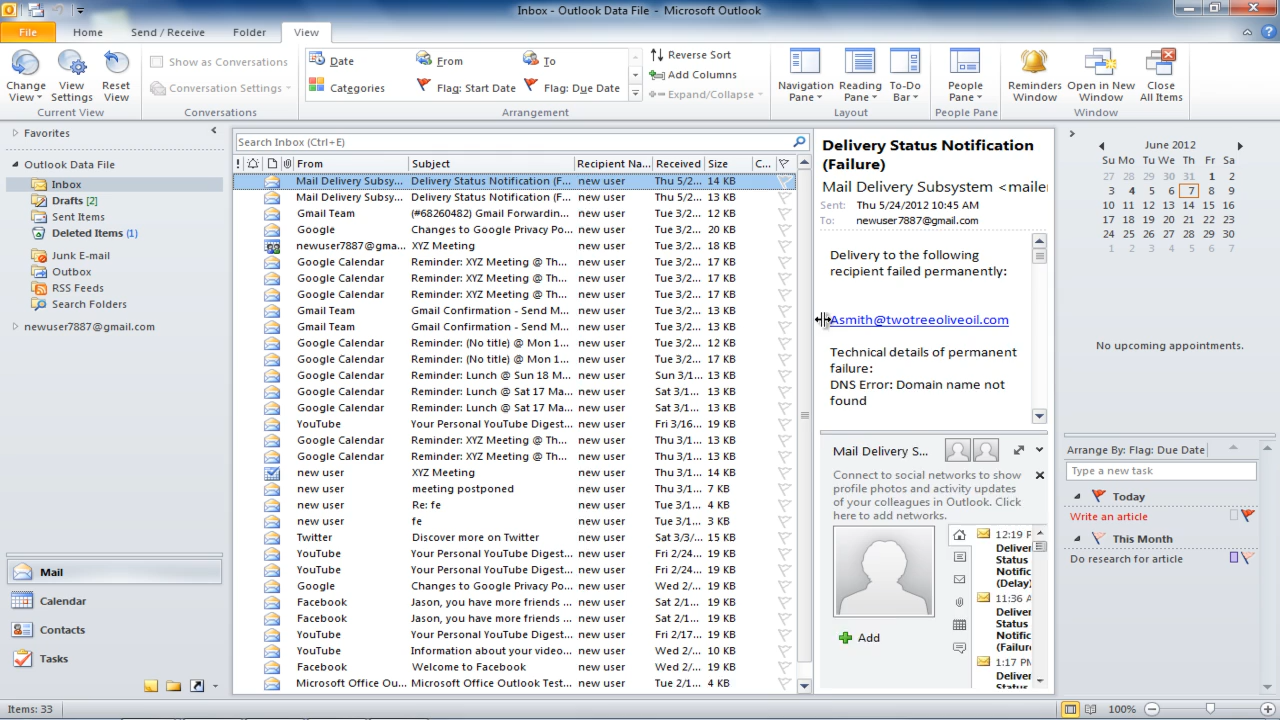 Inbox - Outlook Data File - Microsoft Outlook
File Home Send / Receive Folder View
Change View
View Settings
Reset View
Current View
Show as Conversations
Conversation Settings
Conversations
Date From To
Categories Flag: Start Date Flag: Due Date
Reverse Sort
Add Columns
Expand/Collapse
Arrangement
Navigation Pane
Reading Pane
To-Do Bar
Layout
People Pane
People Pane
Reminders Window
Open in New Window
Close All Items
Window
Favorites
Outlook Data File
Inbox
Drafts [2]
Sent Items
Deleted Items (1)
Junk E-mail
Outbox
RSS Feeds
Search Folders
newuser7887@gmail.com
Mail
Calendar
Contacts
Tasks
Search Inbox (Ctrl+E)
! From Subject Recipient Na... Received Size C...
Mail Delivery Subsy... Delivery Status Notification (F... new user Thu 5/2... 14 KB
Mail Delivery Subsy... Delivery Status Notification (F... new user Thu 5/2... 13 KB
Gmail Team (#68260482) Gmail Forwardin... new user Tue 3/2... 12 KB
Google Changes to Google Privacy Po... new user Tue 3/2... 20 KB
newuser7887@gma... XYZ Meeting new user Tue 3/2... 18 KB
Google Calendar Reminder: XYZ Meeting @ Th... new user Tue 3/2... 17 KB
Google Calendar Reminder: XYZ Meeting @ Th... new user Tue 3/2... 17 KB
Google Calendar Reminder: XYZ Meeting @ Th... new user Tue 3/2... 17 KB
Gmail Team Gmail Confirmation - Send M... new user Tue 3/2... 13 KB
Gmail Team Gmail Confirmation - Send M... new user Tue 3/2... 13 KB
Google Calendar Reminder: (No title) @ Mon 1... new user Tue 3/2... 12 KB
Google Calendar Reminder: (No title) @ Mon 1... new user Tue 3/2... 17 KB
Google Calendar Reminder: Lunch @ Sun 18 M... new user Sun 3/1... 13 KB
Google Calendar Reminder: Lunch @ Sat 17 Mar... new user Sat 3/1... 13 KB
Google Calendar Reminder: Lunch @ Sat 17 Mar... new user Sat 3/1... 13 KB
YouTube Your Personal YouTube Digest... new user Fri 3/16... 19 KB
Google Calendar Reminder: XYZ Meeting @ Th... new user Thu 3/1... 13 KB
Google Calendar Reminder: XYZ Meeting @ Th... new user Thu 3/1... 13 KB
new user XYZ Meeting new user Thu 3/1... 14 KB
new user meeting postponed new user Thu 3/1... 7 KB
new user Re: fe new user Thu 3/1... 4 KB
new user fe new user Thu 3/1... 3 KB
Twitter Discover more on Twitter new user Sat 3/3/... 15 KB
YouTube Your Personal YouTube Digest... new user Fri 2/24... 19 KB
YouTube Your Personal YouTube Digest... new user Fri 2/24... 19 KB
Google Changes to Google Privacy Po... new user Wed 2/... 19 KB
Facebook Jason, you have more friends ... new user Sat 2/1... 19 KB
Facebook Jason, you have more friends ... new user Sat 2/1... 19 KB
YouTube Your Personal YouTube Digest... new user Fri 2/17... 19 KB
YouTube Information about your video... new user Wed 2/... 10 KB
Facebook Welcome to Facebook new user Wed 2/... 19 KB
Microsoft Office Ou... Microsoft Office Outlook Test... new user Tue 2/1... 4 KB
Delivery Status Notification
(Failure)
Mail Delivery Subsystem <mailer
Sent: Thu 5/24/2012 10:45 AM
To: newuser7887@gmail.com
Delivery to the following
recipient failed permanently:
Asmith@twotreeoliveoil.com
Technical details of permanent
failure:
DNS Error: Domain name not
found
Mail Delivery S...
Connect to social networks to show
profile photos and activity updates
of your colleagues in Outlook. Click
here to add networks.
Add
12:19 P
Deliver
Status
Notific
(Delay)
11:36 A
Deliver
Status
Notific
(Failure
1:17 PM
Deliver
Status
June 2012
Su Mo Tu We Th Fr Sa
27 28 29 30 31 1 2
3 4 5 6 7 8 9
10 11 12 13 14 15 16
17 18 19 20 21 22 23
24 25 26 27 28 29 30
1 2 3 4 5 6 7
No upcoming appointments.
Arrange By: Flag: Due Date
Type a new task
Today
Write an article
This Month
Do research for article
Items: 33
100%